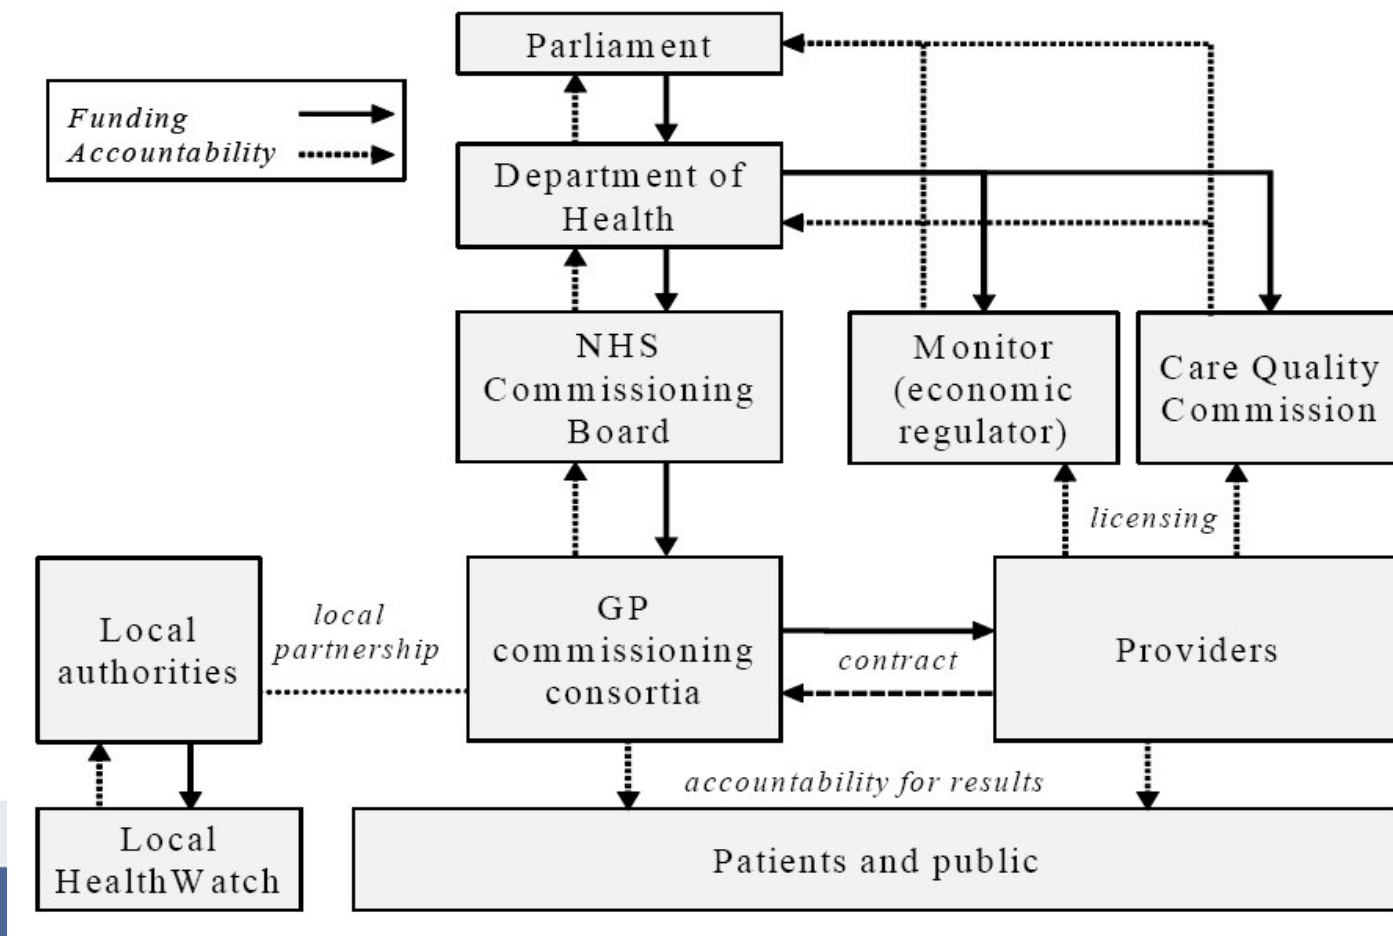 Parliament
Funding
Accountability
Department of
Health
NHS
Commissioning
Board
Monitor
(economic
regulator)
Care Quality
Commission
licensing
Local
authorities
local
partnership
GP
commissioning
consortia
contract
Providers
accountability for results
Local
HealthWatch
Patients and public